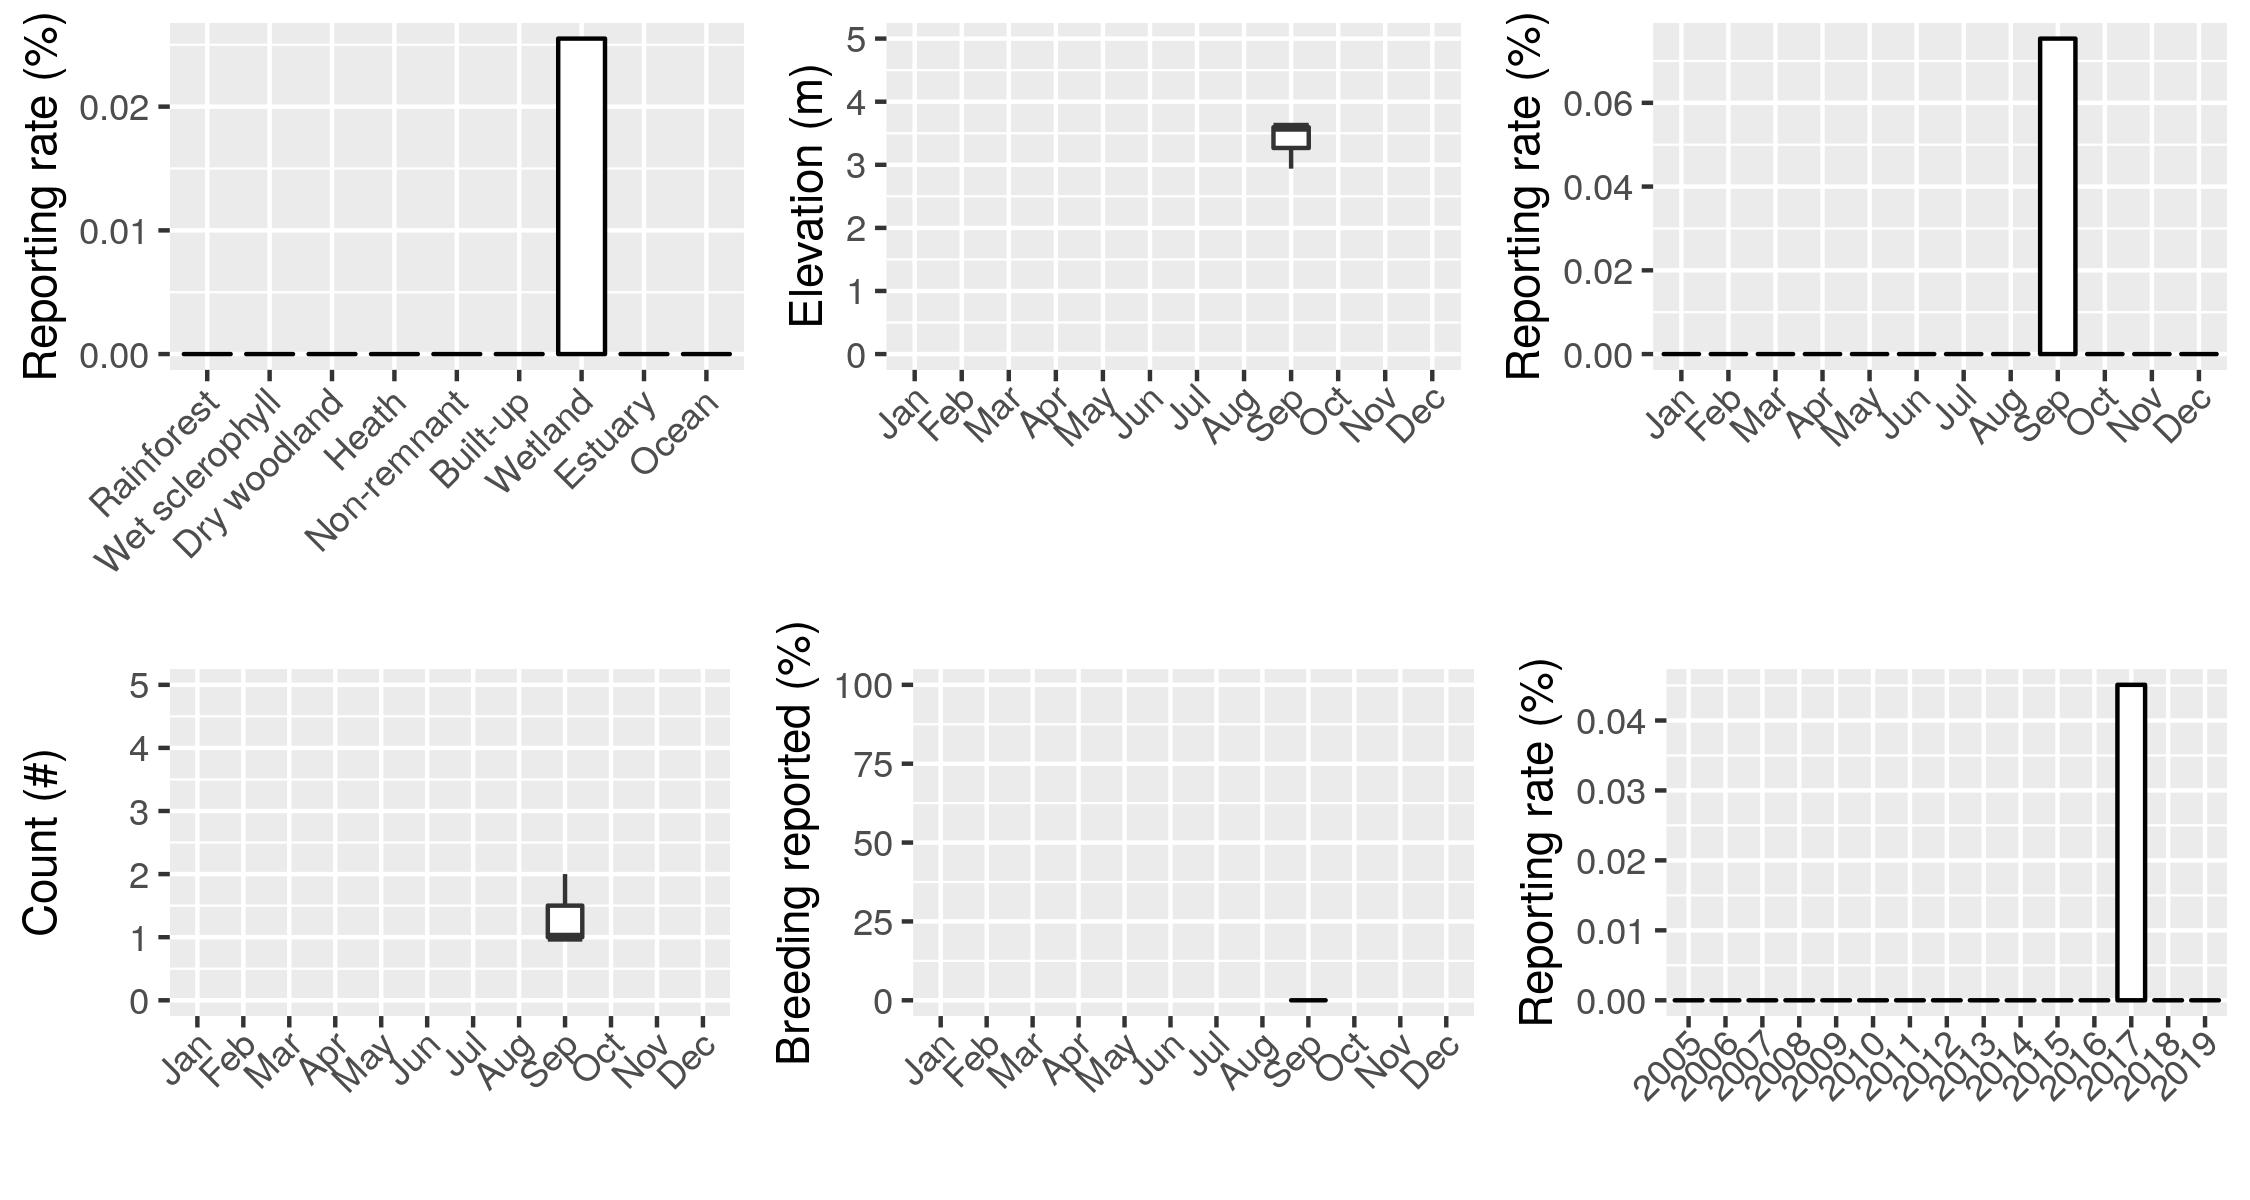 Reporting rate (%)
0.02
0.01
0.00
Rainforest
Wet sclerophyll
Dry woodland
Heath
Non-remnant
Built-up
Wetland
Estuary
Ocean
Elevation (m)
5
4
3
2
1
0
Jan
Feb
Mar
Apr
May
Jun
Jul
Aug
Sep
Oct
Nov
Dec
Reporting rate (%)
0.06
0.04
0.02
0.00
Jan
Feb
Mar
Apr
May
Jun
Jul
Aug
Sep
Oct
Nov
Dec
Count (#)
5
4
3
2
1
0
Jan
Feb
Mar
Apr
May
Jun
Jul
Aug
Sep
Oct
Nov
Dec
Breeding reported (%)
100
75
50
25
0
Jan
Feb
Mar
Apr
May
Jun
Jul
Aug
Sep
Oct
Nov
Dec
Reporting rate (%)
0.04
0.03
0.02
0.01
0.00
2005
2006
2007
2008
2009
2010
2011
2012
2013
2014
2015
2016
2017
2018
2019